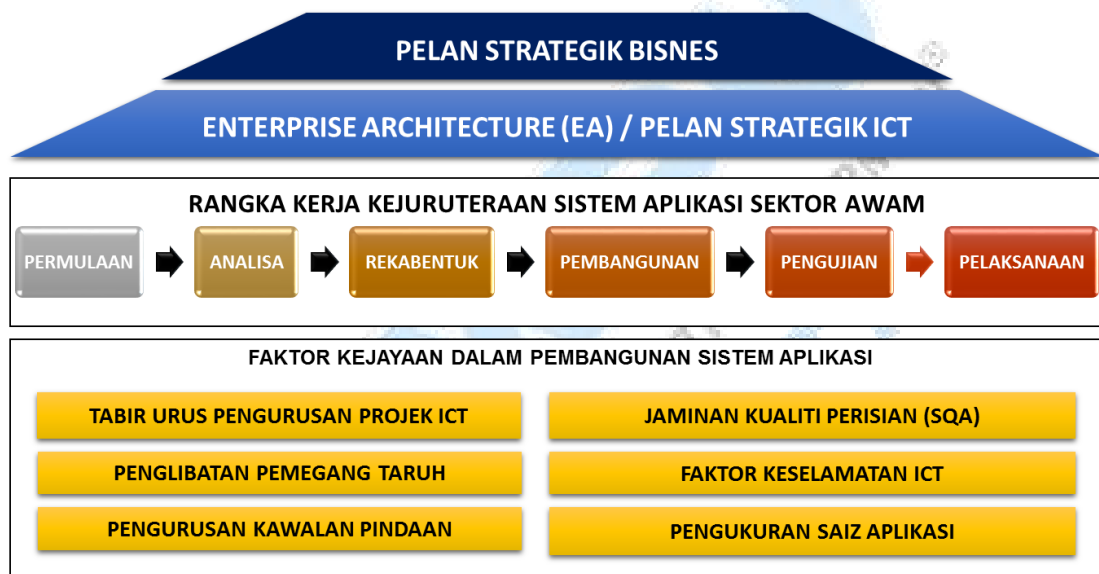 PELAN STRATEGIK BISNES
ENTERPRISE ARCHITECTURE (EA) / PELAN STRATEGIK ICT
RANGKA KERJA KEJURUTERAAN SISTEM APLIKASI SEKTOR AWAM
PERMULAAN
ANALISA
REKABENTUK
PEMBANGUNAN
PENGUJIAN
PELAKSANAAN
FAKTOR KEJAYAAN DALAM PEMBANGUNAN SISTEM APLIKASI
TABIR URUS PENGURUSAN PROJEK ICT
JAMINAN KUALITI PERISIAN (SQA)
PENGLIBATAN PEMEGANG TARUH
FAKTOR KESELAMATAN ICT
PENGURUSAN KAWALAN PINDAAN
PENGUKURAN SAIZ APLIKASI